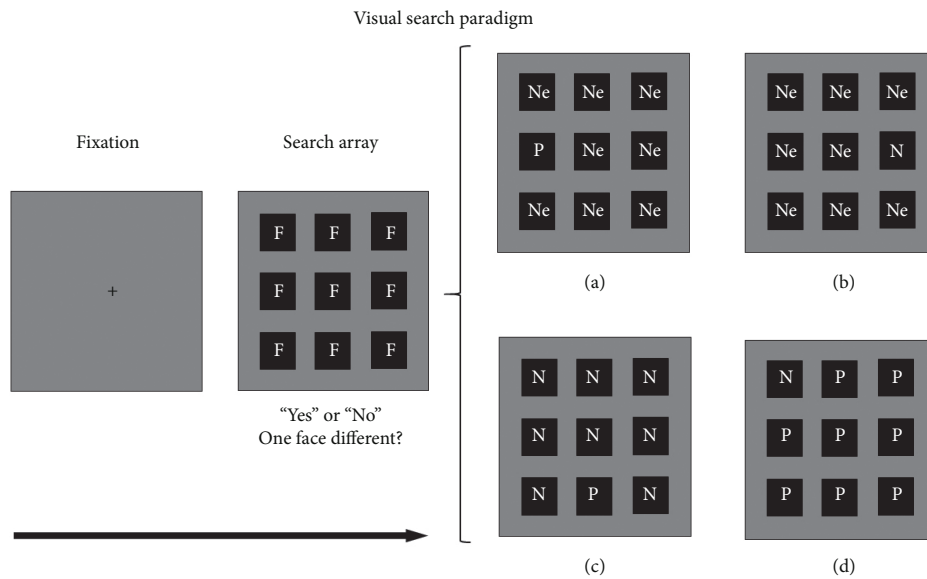 Visual search paradigm
Fixation
Search array
+
F F F
F F F
F F F
“Yes” or “No”
One face different?
Ne Ne Ne
P Ne Ne
Ne Ne Ne
(a)
Ne Ne Ne
Ne Ne N
Ne Ne Ne
(b)
N N N
N N N
N P N
(c)
N P P
P P P
P P P
(d)